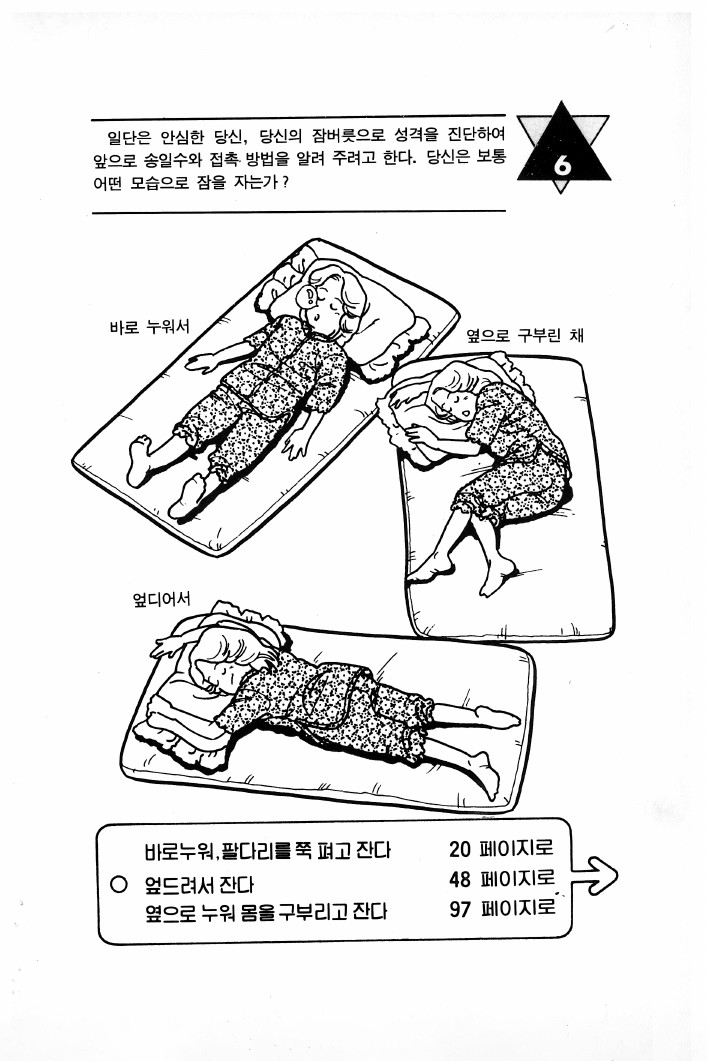 일단은 안심한 당신, 당신의 잠버릇으로 성격을 진단하여
앞으로 송일수와 접촉 방법을 알려 주려고 한다. 당신은 보통
어떤 모습으로 잠을 자는가?
6
바로 누워서
옆으로 구부린 채
엎디어서
바로누워,팔다리를 쭉 펴고 잔다 20 페이지로
엎드려서 잔다 48 페이지로
옆으로 누워 몸을 구부리고 잔다 97 페이지로